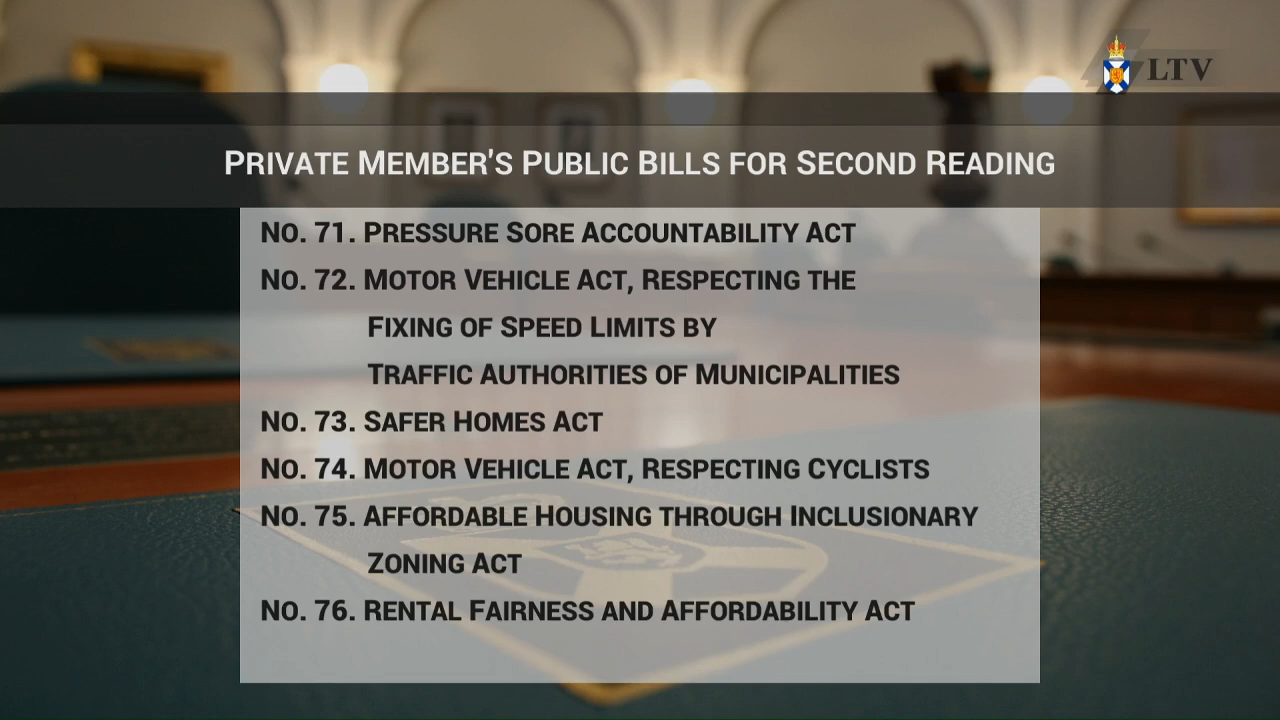 LTV
PRIVATE MEMBER'S PUBLIC BILLS FOR SECOND READING
NO. 71. PRESSURE SORE ACCOUNTABILITY ACT
NO. 72. MOTOR VEHICLE ACT, RESPECTING THE
FIXING OF SPEED LIMITS BY
TRAFFIC AUTHORITIES OF MUNICIPALITIES
NO. 73. SAFER HOMES ACT
NO. 74. MOTOR VEHICLE ACT, RESPECTING CYCLISTS
NO. 75. AFFORDABLE HOUSING THROUGH INCLUSIONARY
ZONING ACT
NO. 76. RENTAL FAIRNESS AND AFFORDABILITY ACT